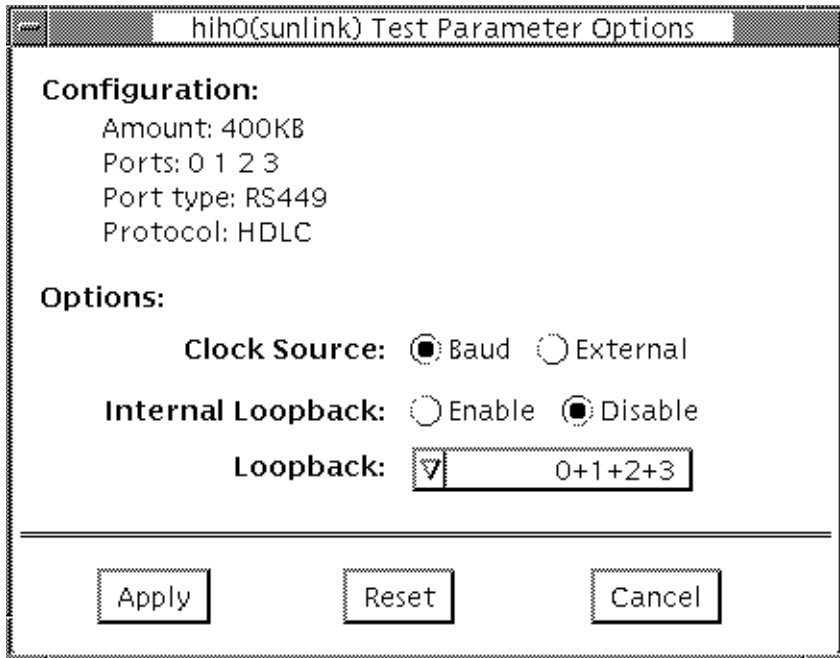 hih0(sunlink) Test Parameter Options
Configuration:
Amount: 400KB
Ports: 0 1 2 3
Port type: RS449
Protocol: HDLC
Options:
Clock Source: Baud External
Internal Loopback: Enable Disable
Loopback: 0+1+2+3
Apply Reset Cancel